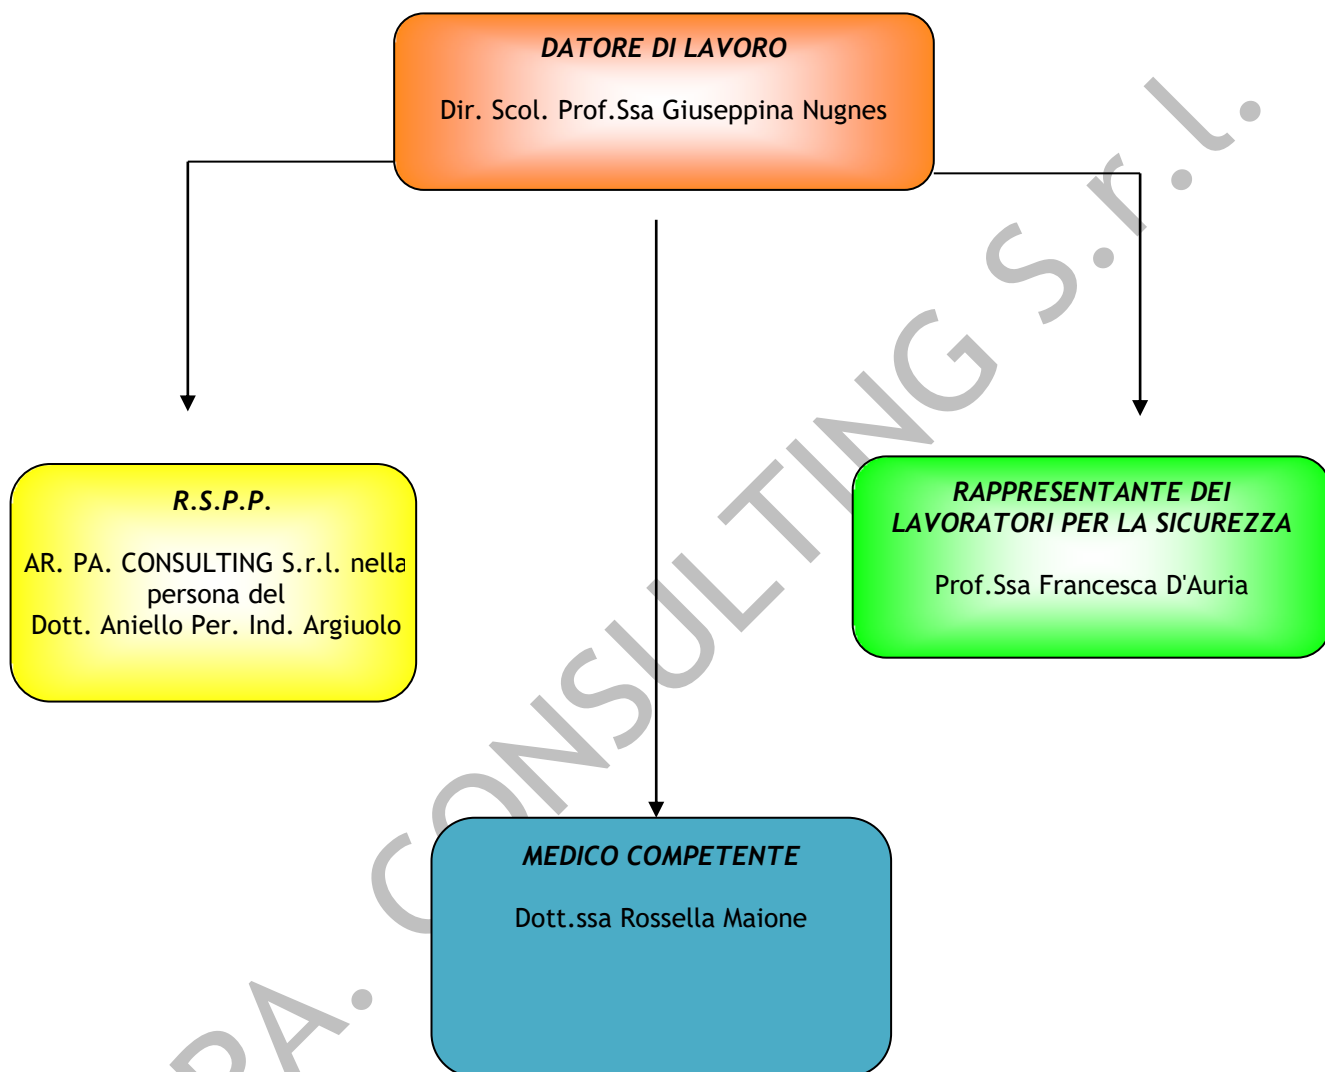 DATORE DI LAVORO
Dir. Scol. Prof.Ssa Giuseppina Nugnes
R.S.P.P.
AR. PA. CONSULTING S.r.l. nella
persona del
Dott. Aniello Per. Ind. Argiuolo
RAPPRESENTANTE DEI
LAVORATORI PER LA SICUREZZA
Prof.Ssa Francesca D'Auria
MEDICO COMPETENTE
Dott.ssa Rossella Maione
PA. CONSULTING S.r.l.